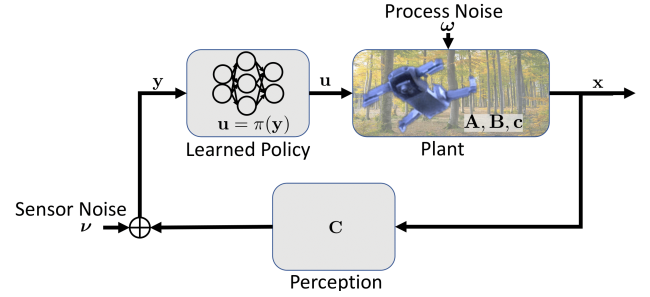 Process Noise
ω
y
u
x
u = π(y)
A, B, c
Learned Policy
Plant
Sensor Noise
ν
C
Perception